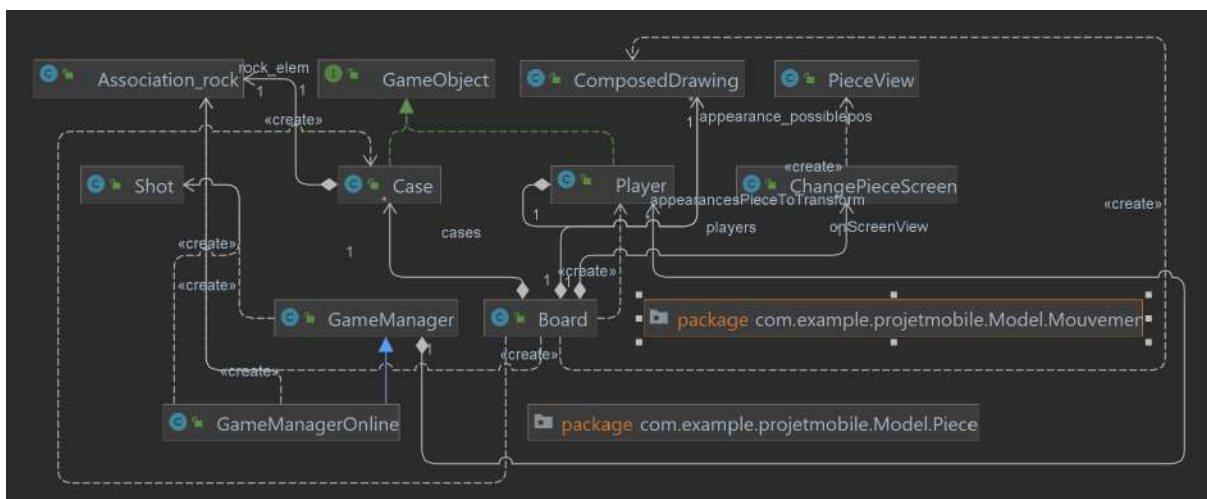 Association_rock
rock_elem
GameObject
ComposedDrawing
PieceView
1
1
«create»
*
1
appearance_possiblepos
Shot
Case
Player
«create»
ChangePieceScreen
*
appearancesPieceToTransform
«create»
1
cases
players
onScreenView
«create»
1
1
«create»
1
«create»
GameManager
Board
package com.example.projetmobile.Model.Mouvemen
1
«create»
«create»
GameManagerOnline
package com.example.projetmobile.Model.Piece